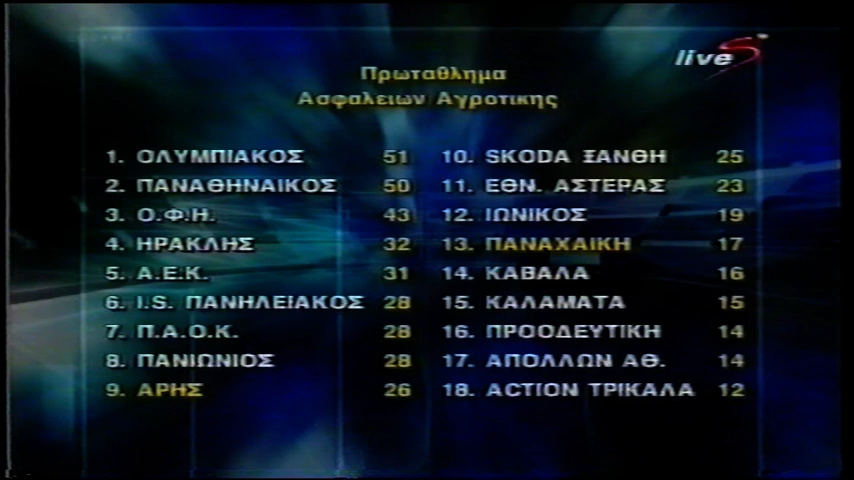 live S
Πρωταθλημα
Ασφαλειων Αγροτικης
1. ΟΛΥΜΠΙΑΚΟΣ 51
2. ΠΑΝΑΘΗΝΑΙΚΟΣ 50
3. Ο.Φ.Η. 43
4. ΗΡΑΚΛΗΣ 32
5. Α.Ε.Κ. 31
6. I.S. ΠΑΝΗΛΕΙΑΚΟΣ 28
7. Π.Α.Ο.Κ. 28
8. ΠΑΝΙΩΝΙΟΣ 28
9. ΑΡΗΣ 26
10. SKODA ΞΑΝΘΗ 25
11. ΕΘΝ. ΑΣΤΕΡΑΣ 23
12. ΙΩΝΙΚΟΣ 19
13. ΠΑΝΑΧΑΙΚΗ 17
14. ΚΑΒΑΛΑ 16
15. ΚΑΛΑΜΑΤΑ 15
16. ΠΡΟΟΔΕΥΤΙΚΗ 14
17. ΑΠΟΛΛΩΝ ΑΘ. 14
18. ACTION ΤΡΙΚΑΛΑ 12